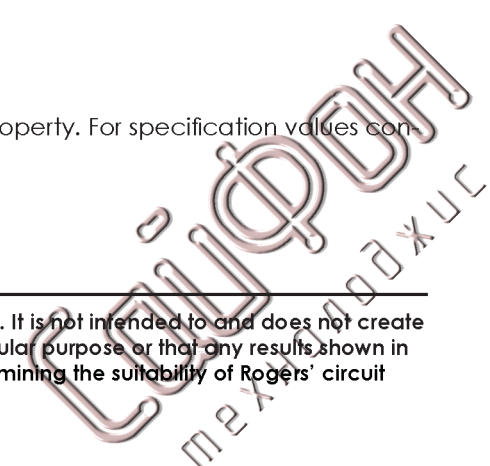 operty. For specification values con-
. It is not intended to and does not create
ular purpose or that any results shown in
mining the suitability of Rogers’ circuit
Сайфон
технолоджис